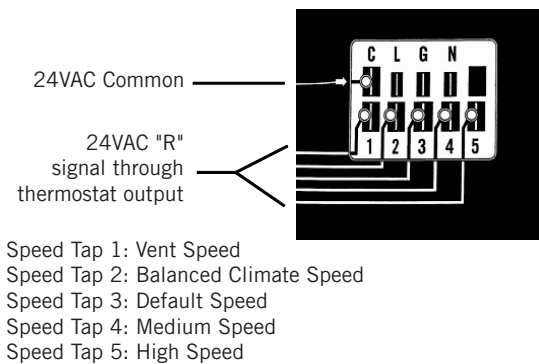 24VAC Common
24VAC "R"
signal through
thermostat output
C L G N
1 2 3 4 5
Speed Tap 1: Vent Speed
Speed Tap 2: Balanced Climate Speed
Speed Tap 3: Default Speed
Speed Tap 4: Medium Speed
Speed Tap 5: High Speed